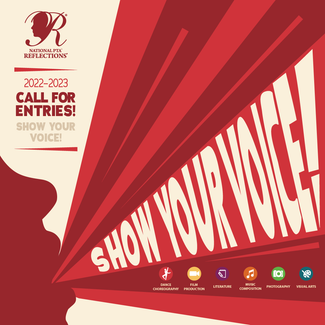 NATIONAL PTA®
REFLECTIONS®
2022–2023
CALL FOR
ENTRIES!
SHOW YOUR
VOICE!
SHOW YOUR VOICE!
DANCE
CHOREOGRAPHY
FILM
PRODUCTION
LITERATURE
MUSIC
COMPOSITION
PHOTOGRAPHY
VISUAL ARTS